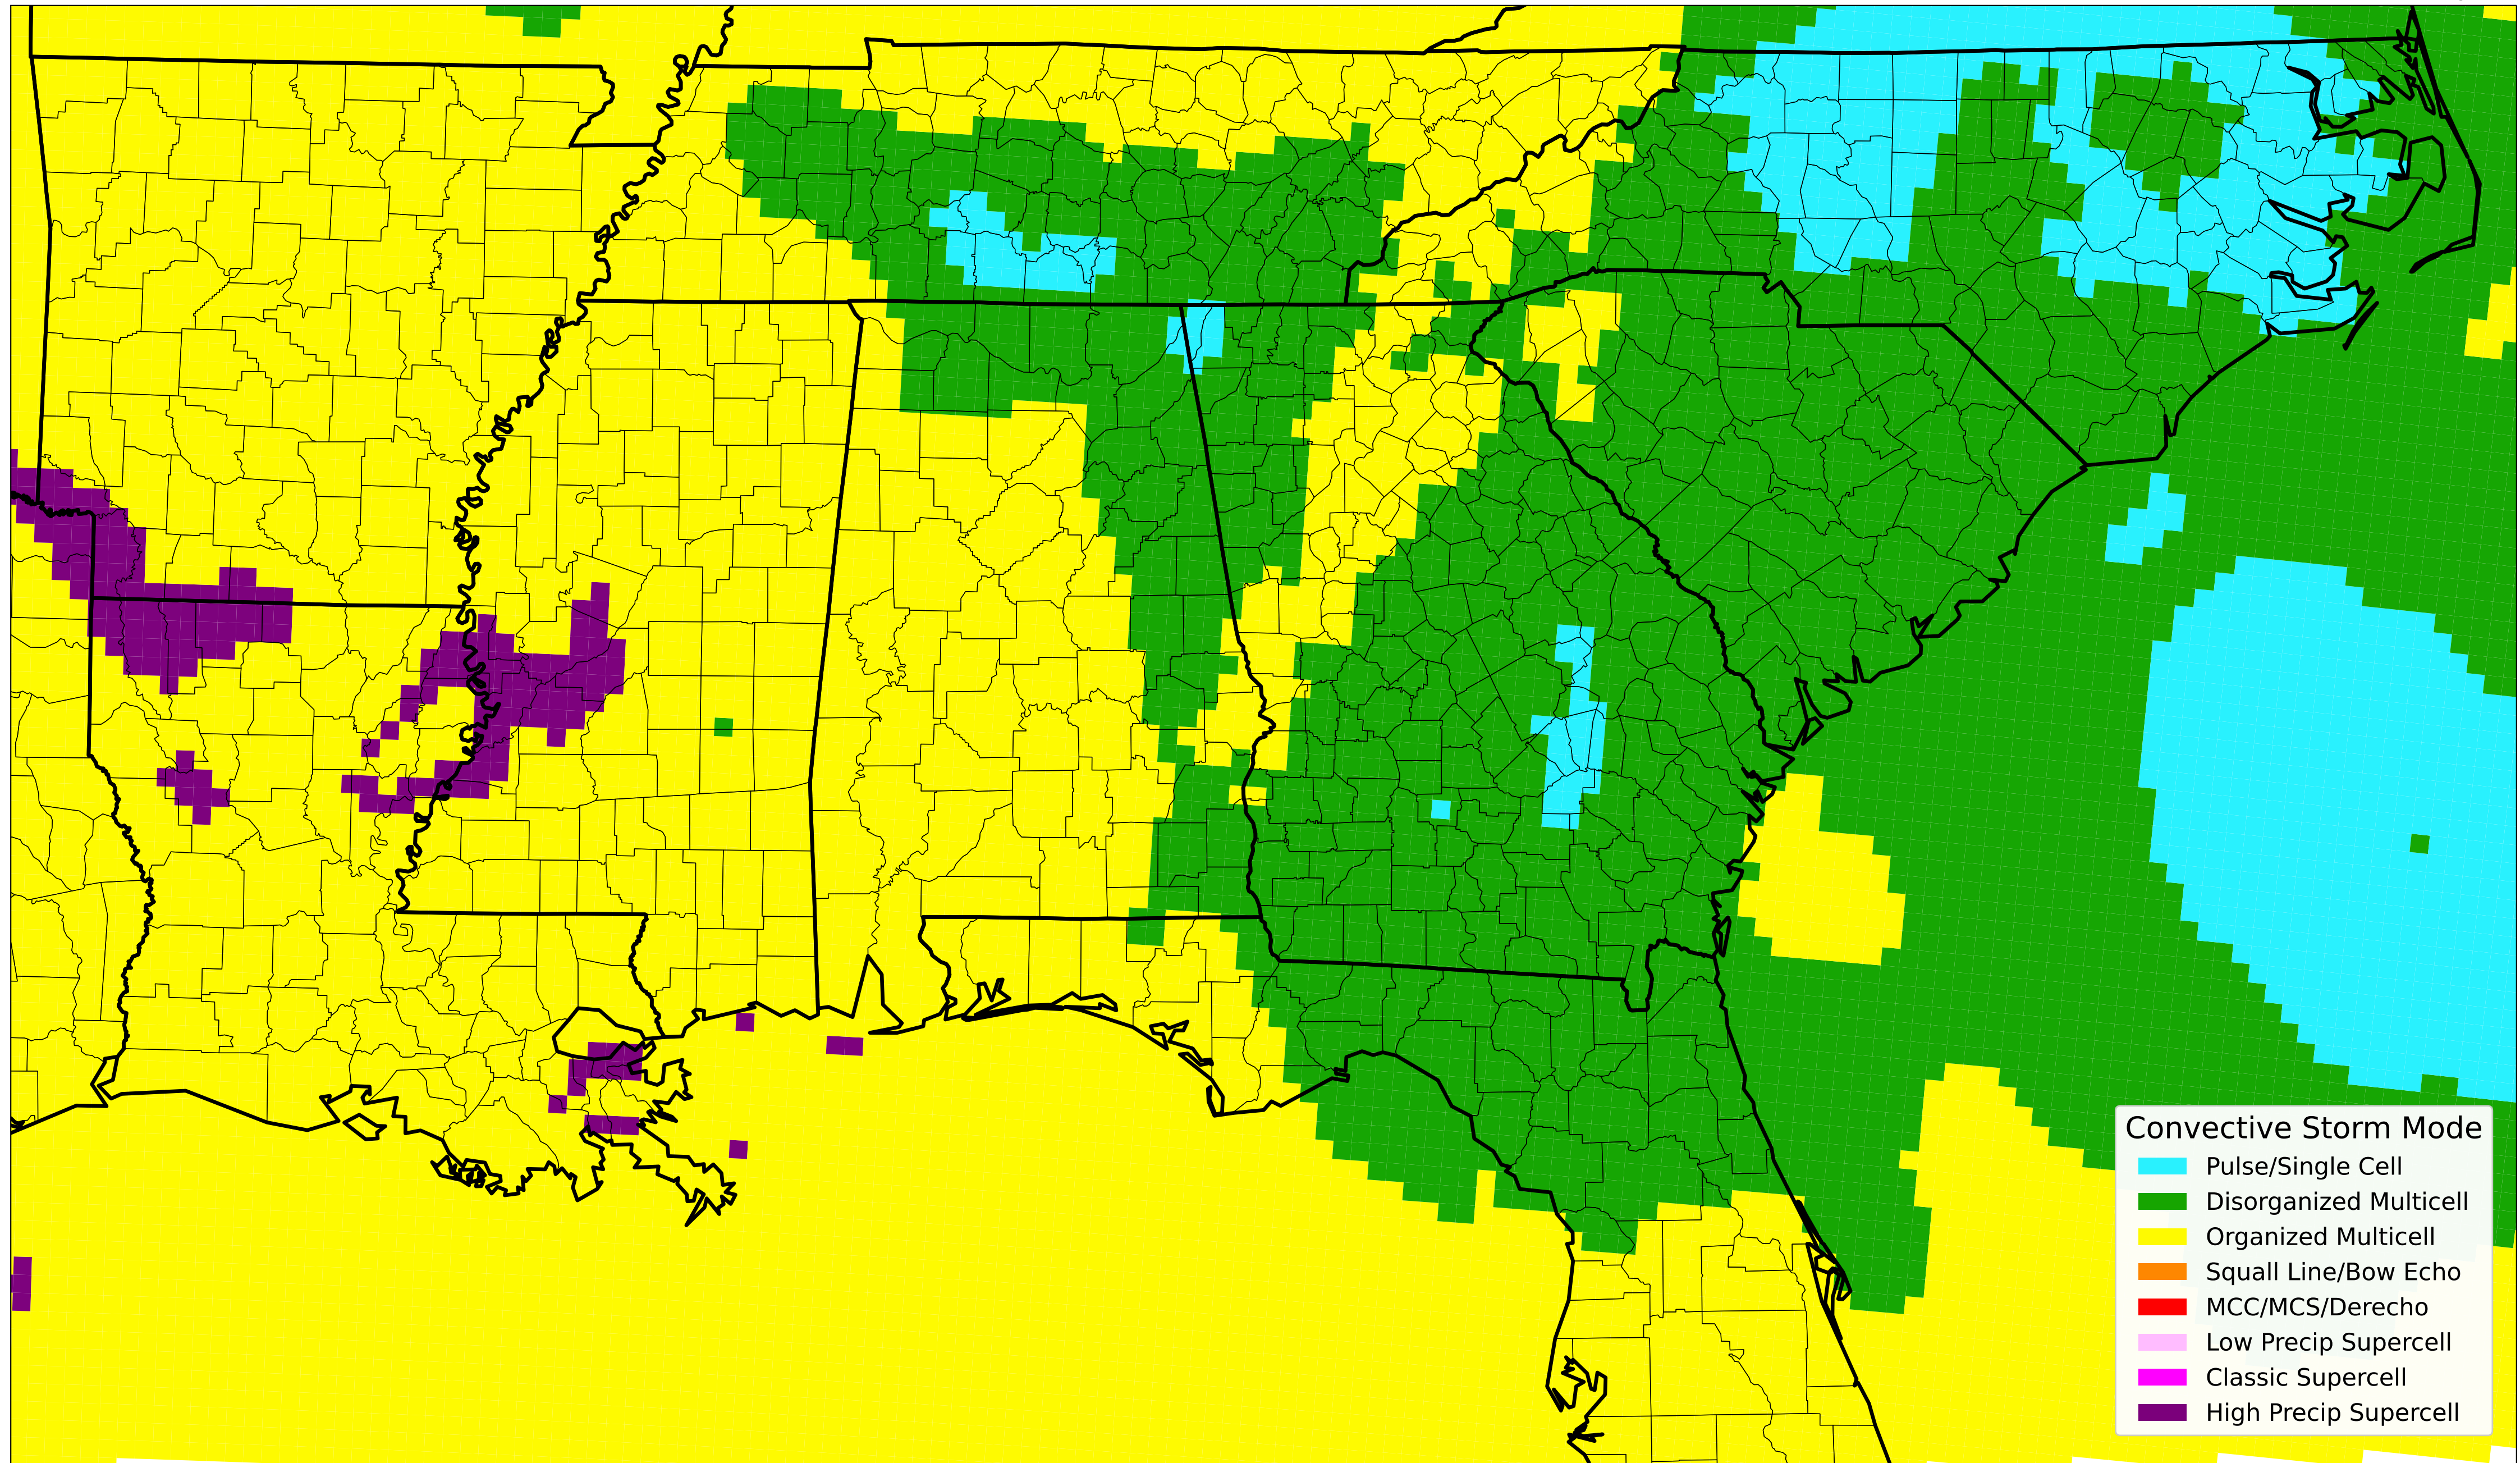 Convective Storm Mode
Pulse/Single Cell
Disorganized Multicell
Organized Multicell
Squall Line/Bow Echo
MCC/MCS/Derecho
Low Precip Supercell
Classic Supercell
High Precip Supercell